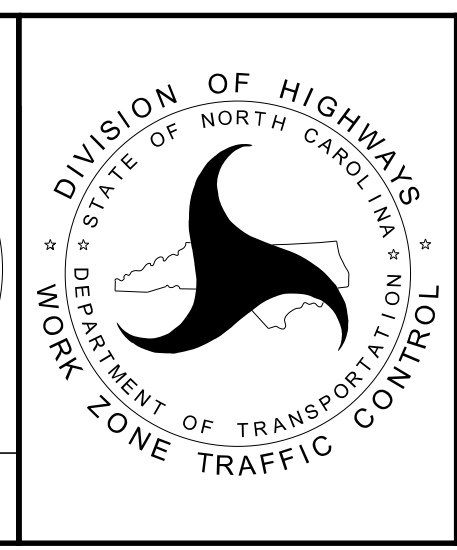 DIVISION OF HIGHWAYS
STATE OF NORTH CAROLINA
DEPARTMENT OF TRANSPORTATION
WORK ZONE TRAFFIC CONTROL